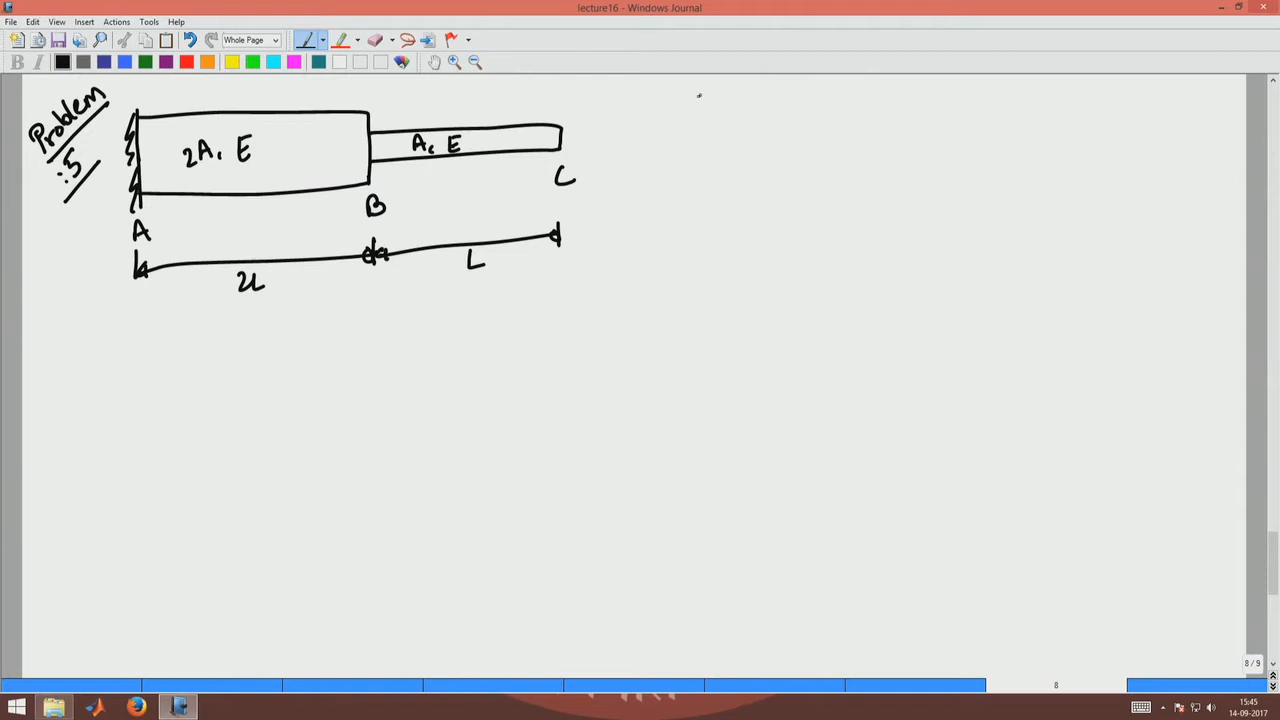 lecture16 - Windows Journal
File Edit View Insert Actions Tools Help
Whole Page
B I
Problem
:5
2A, E
A, E
C
B
A
L
2L
8 / 9
8
15:45
14-09-2017